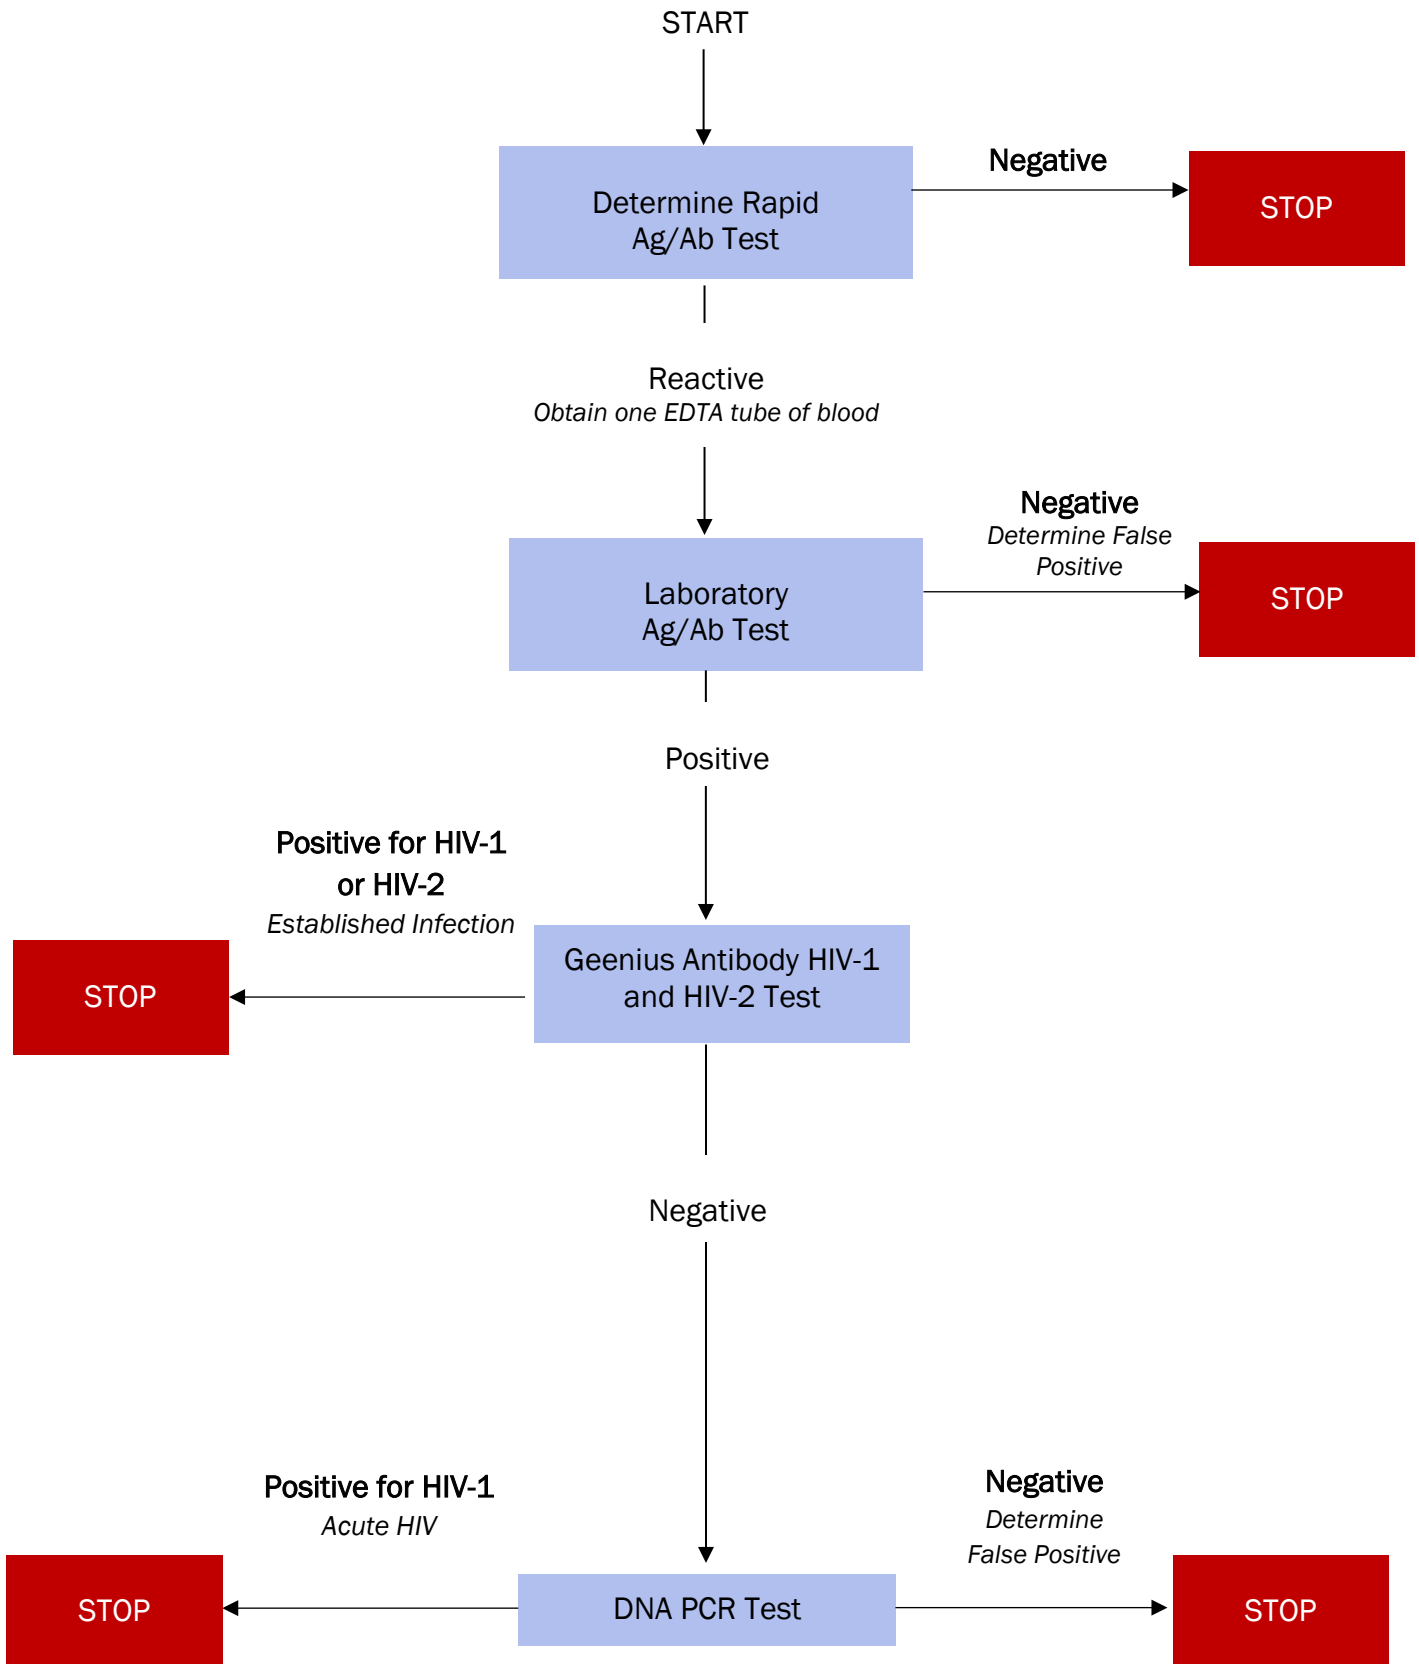 START
Negative
Determine Rapid
Ag/Ab Test
STOP
Reactive
Obtain one EDTA tube of blood
Negative
Determine False
Positive
Laboratory
Ag/Ab Test
STOP
Positive
Positive for HIV-1
or HIV-2
Established Infection
Geenius Antibody HIV-1
and HIV-2 Test
STOP
Negative
Positive for HIV-1
Acute HIV
Negative
Determine
False Positive
STOP
DNA PCR Test
STOP